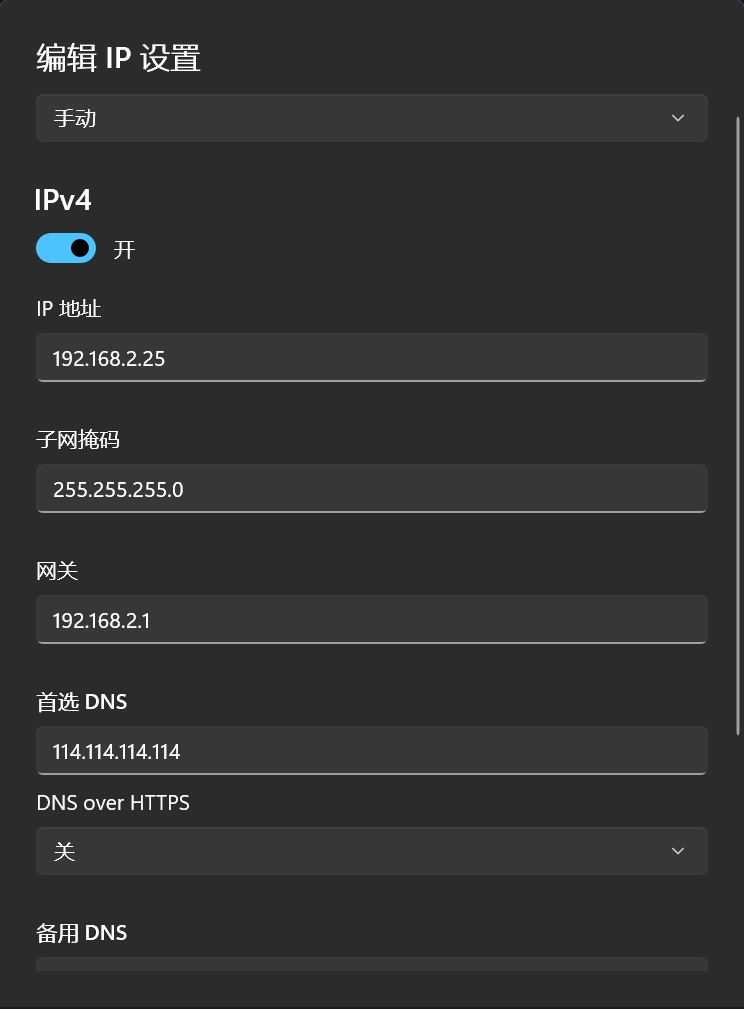 编辑 IP 设置
手动
IPv4
开
IP 地址
192.168.2.25
子网掩码
255.255.255.0
网关
192.168.2.1
首选 DNS
114.114.114.114
DNS over HTTPS
关
备用 DNS